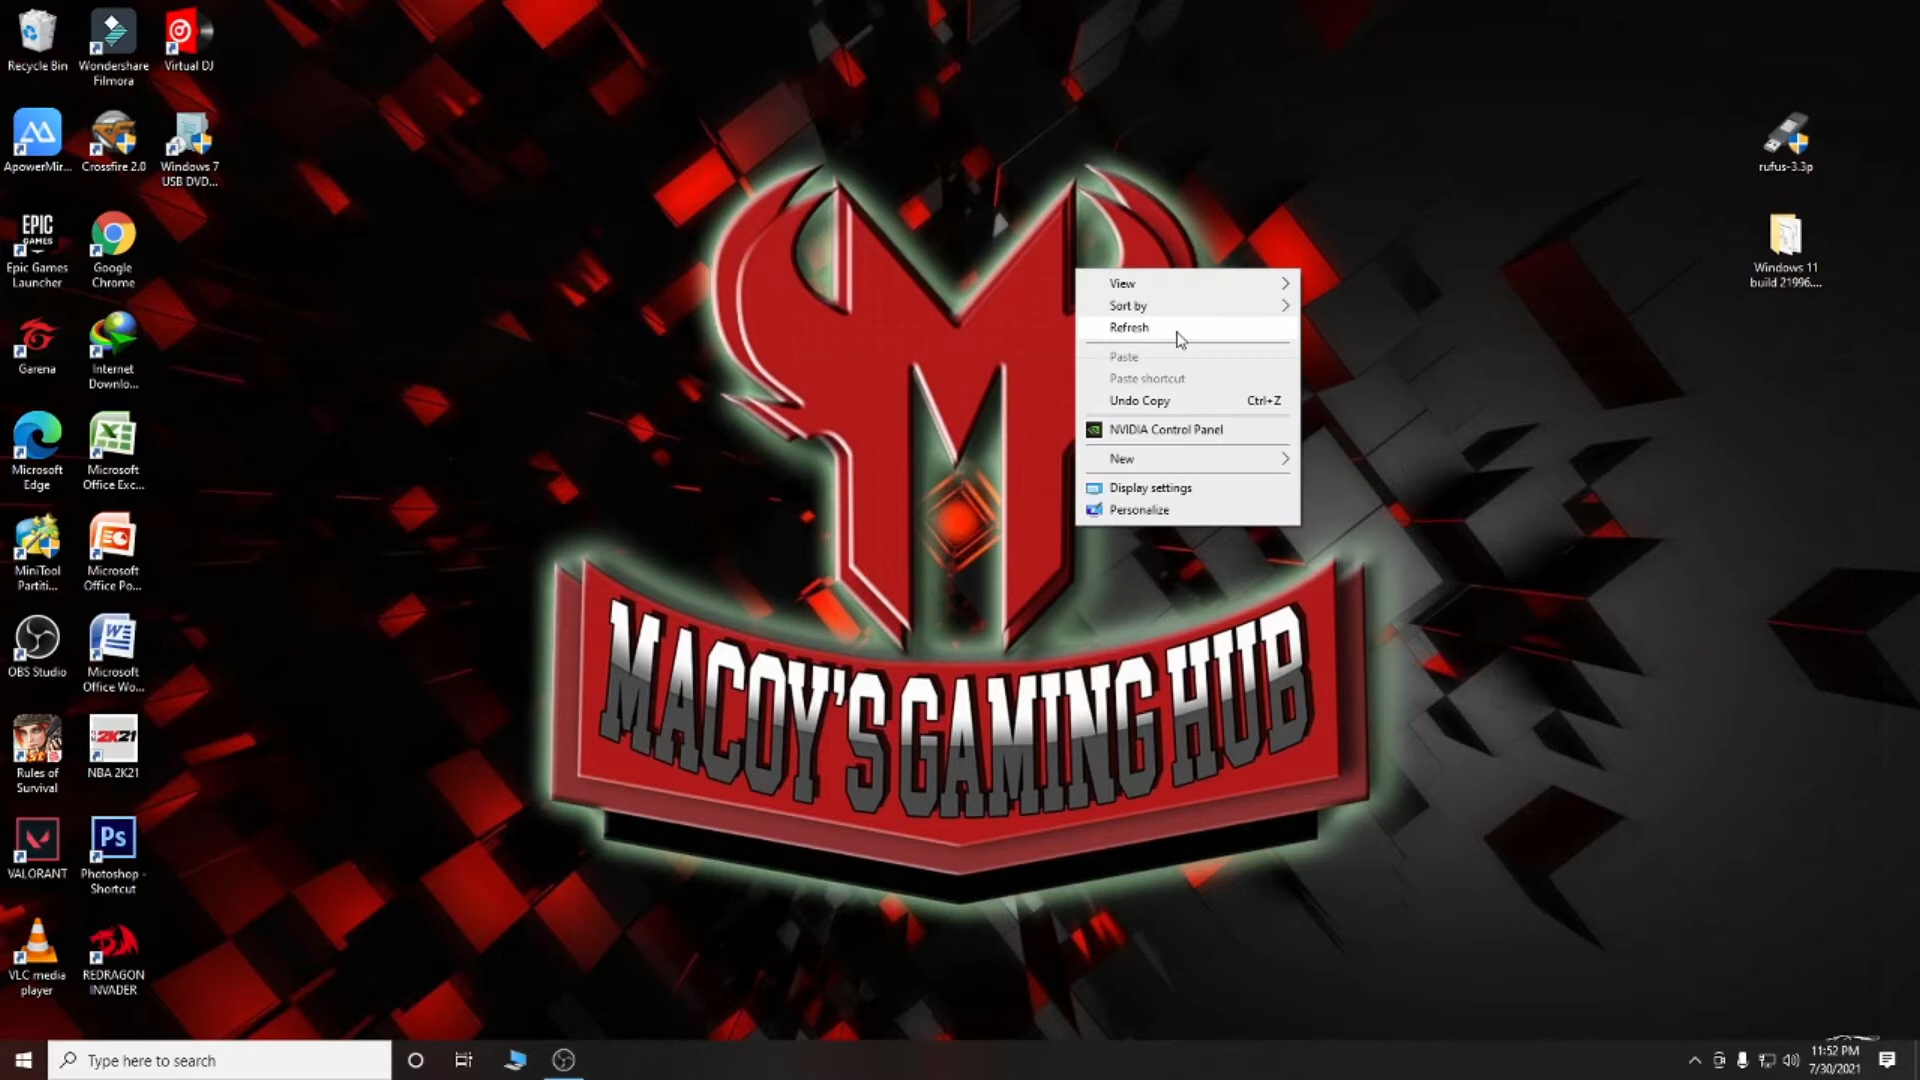 Recycle Bin
Wondershare
Filmora
Virtual DJ
ApowerMir...
Crossfire 2.0
Windows 7
USB DVD...
EPIC
GAMES
Epic Games
Launcher
Google
Chrome
Garena
Internet
Downlo...
Microsoft
Edge
Microsoft
Office Exc...
MiniTool
Partiti...
Microsoft
Office Po...
OBS Studio
Microsoft
Office Wo...
Rules of
Survival
2K21
NBA 2K21
VALORANT
Ps
Photoshop -
Shortcut
VLC media
player
REDRAGON
INVADER
rufus-3.3p
Windows 11
build 21996....
View
Sort by
Refresh
Paste
Paste shortcut
Undo Copy Ctrl+Z
NVIDIA Control Panel
New
Display settings
Personalize
M
MACOY'S GAMING HUB
Type here to search
11:52 PM
7/30/2021